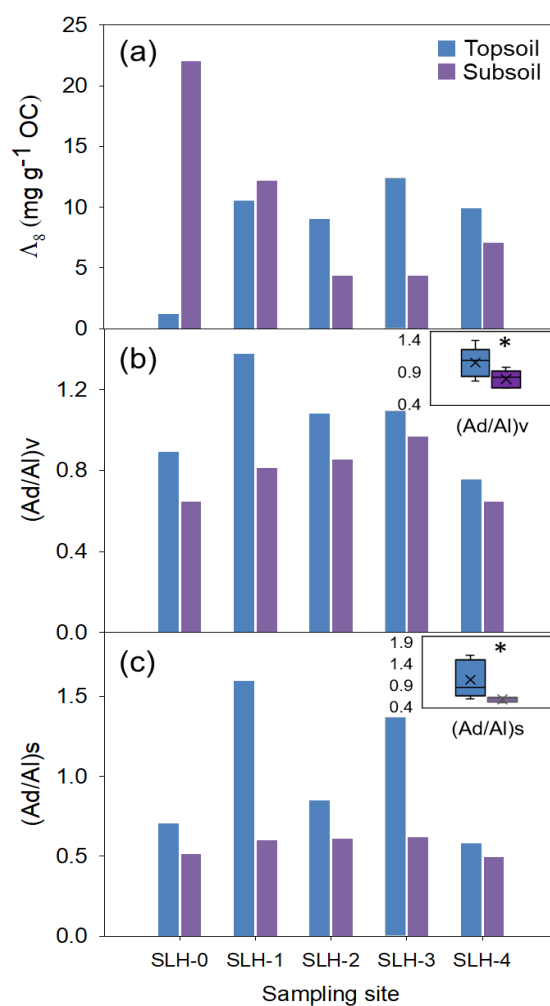 25
(a)
Topsoil
20
Subsoil
15
10
5
0
Λ₈ (mg g⁻¹ OC)
(b)
1.4
*
1.2
0.9
0.4
(Ad/Al)v
0.8
0.4
0.0
(Ad/Al)v
(c)
1.9
*
1.4
1.5
0.9
0.4
(Ad/Al)s
1.0
0.5
0.0
(Ad/Al)s
SLH-0 SLH-1 SLH-2 SLH-3 SLH-4
Sampling site